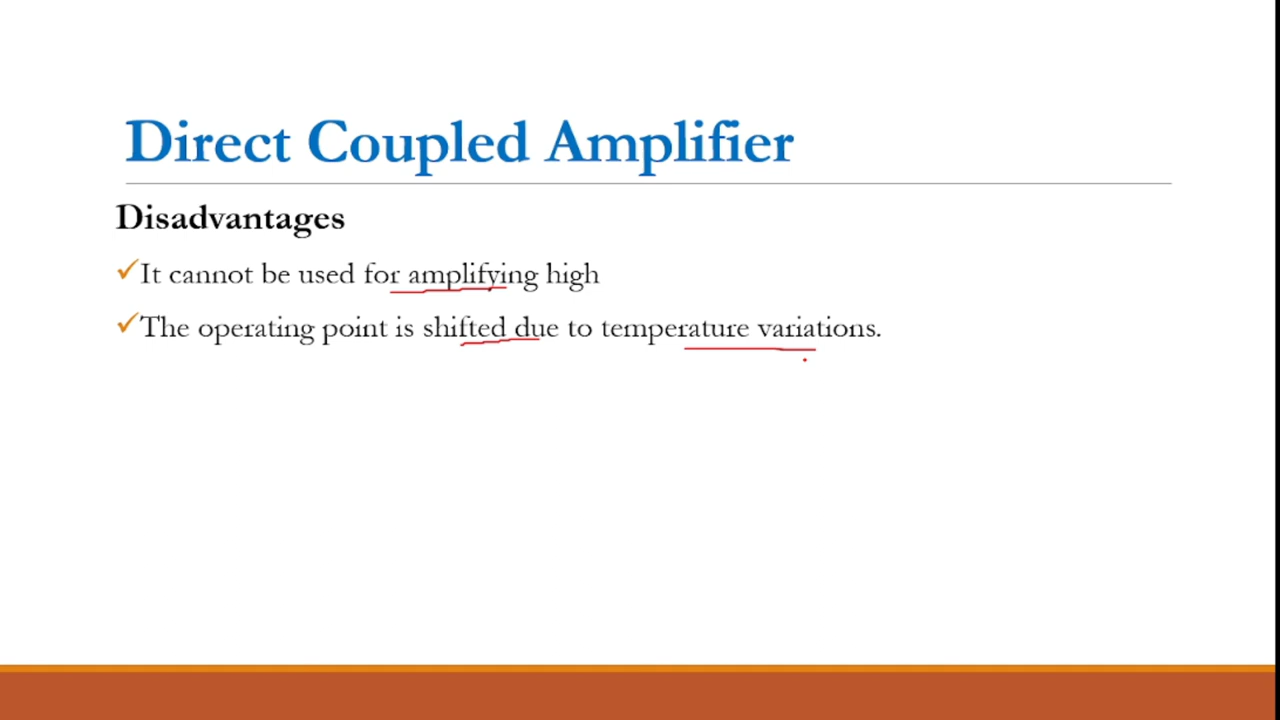 Direct Coupled Amplifier
Disadvantages
✓It cannot be used for amplifying high
✓The operating point is shifted due to temperature variations.